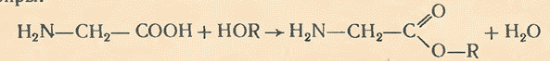 H₂N—CH₂—COOH + HOR → H₂N—CH₂—C(=O)—O—R + H₂O